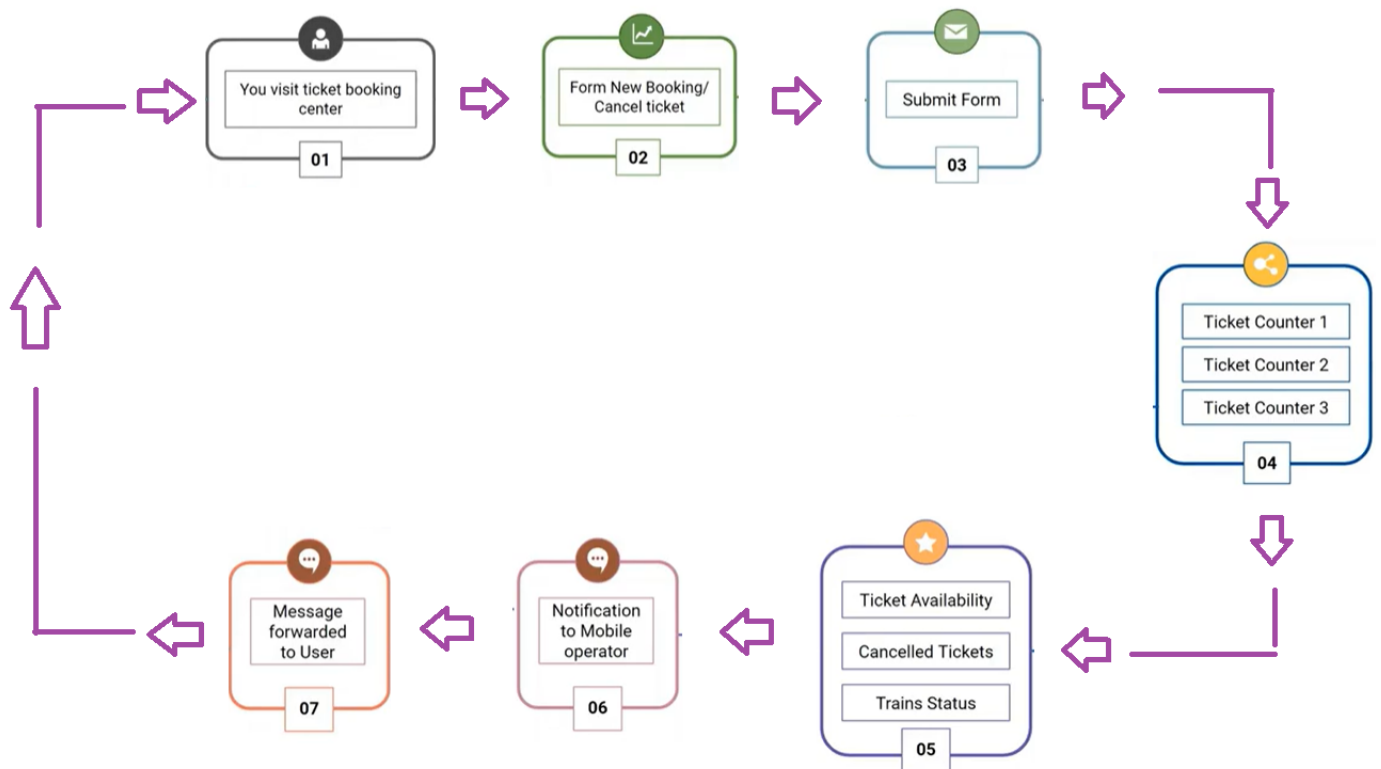 You visit ticket booking
center
01
Form New Booking/
Cancel ticket
02
Submit Form
03
Ticket Counter 1
Ticket Counter 2
Ticket Counter 3
04
Ticket Availability
Cancelled Tickets
Trains Status
05
Notification
to Mobile
operator
06
Message
forwarded
to User
07